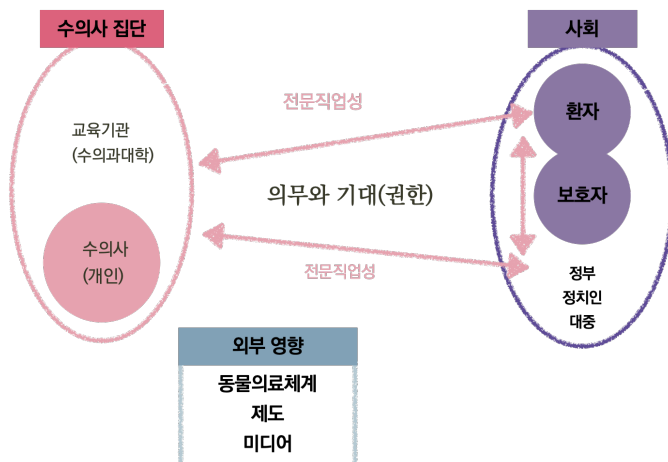 수의사 집단
사회
교육기관
(수의과대학)
수의사
(개인)
전문직업성
의무와 기대(권한)
전문직업성
환자
보호자
정부
정치인
대중
외부 영향
동물의료체계
제도
미디어